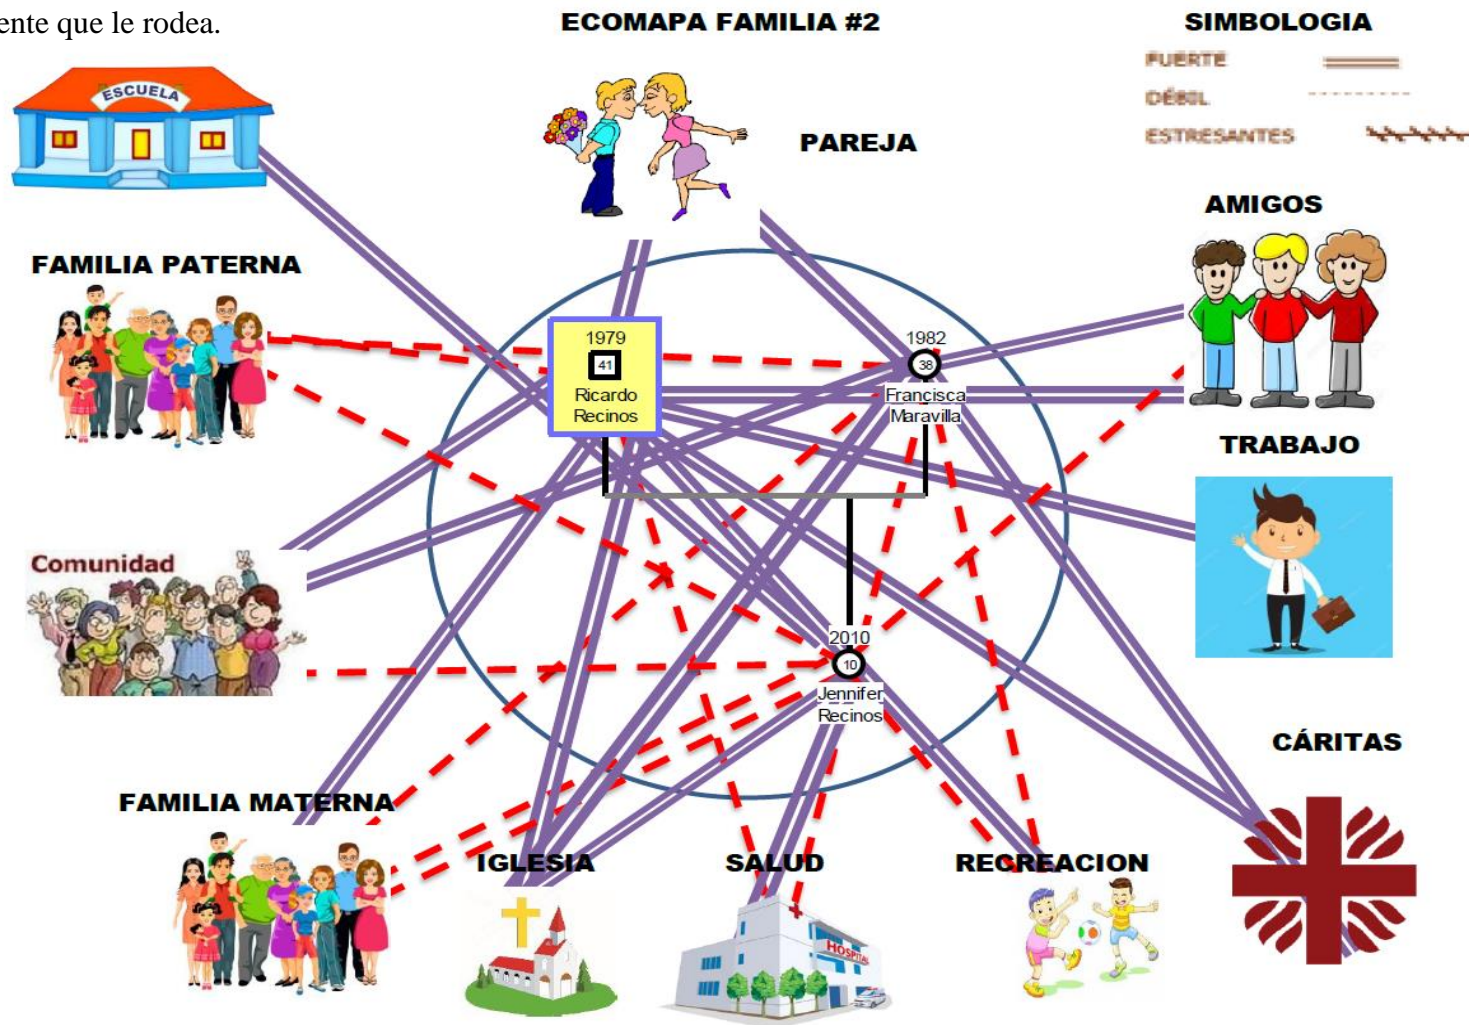 ente que le rodea.
ECOMAPA FAMILIA #2
SIMBOLOGIA
FUERTE
DÉBIL
ESTRESANTES
ESCUELA
PAREJA
AMIGOS
FAMILIA PATERNA
1979
41
Ricardo
Recinos
1982
38
Francisca
Maravilla
TRABAJO
Comunidad
2010
10
Jennifer
Recinos
CÁRITAS
FAMILIA MATERNA
IGLESIA
SALUD
RECREACION
HOSPITAL